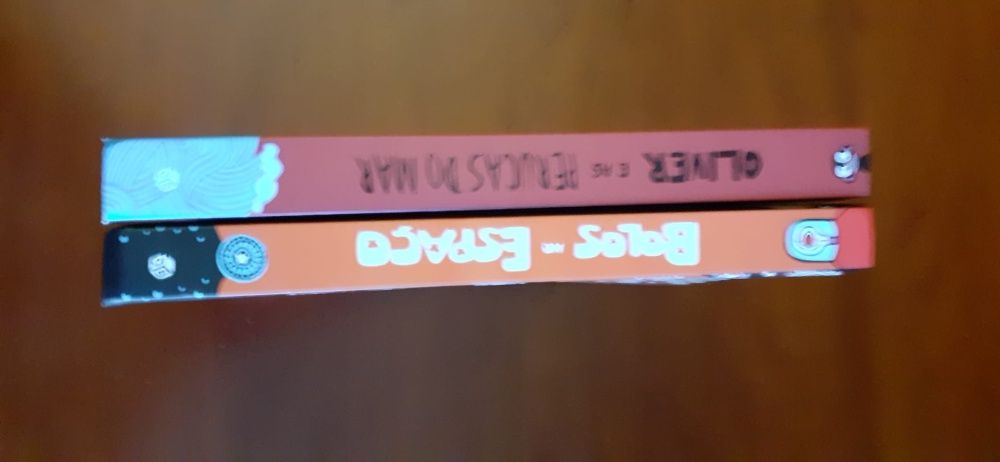 BOLOS NO ESPAÇO
OLIVER E AS PERUCAS DO MAR